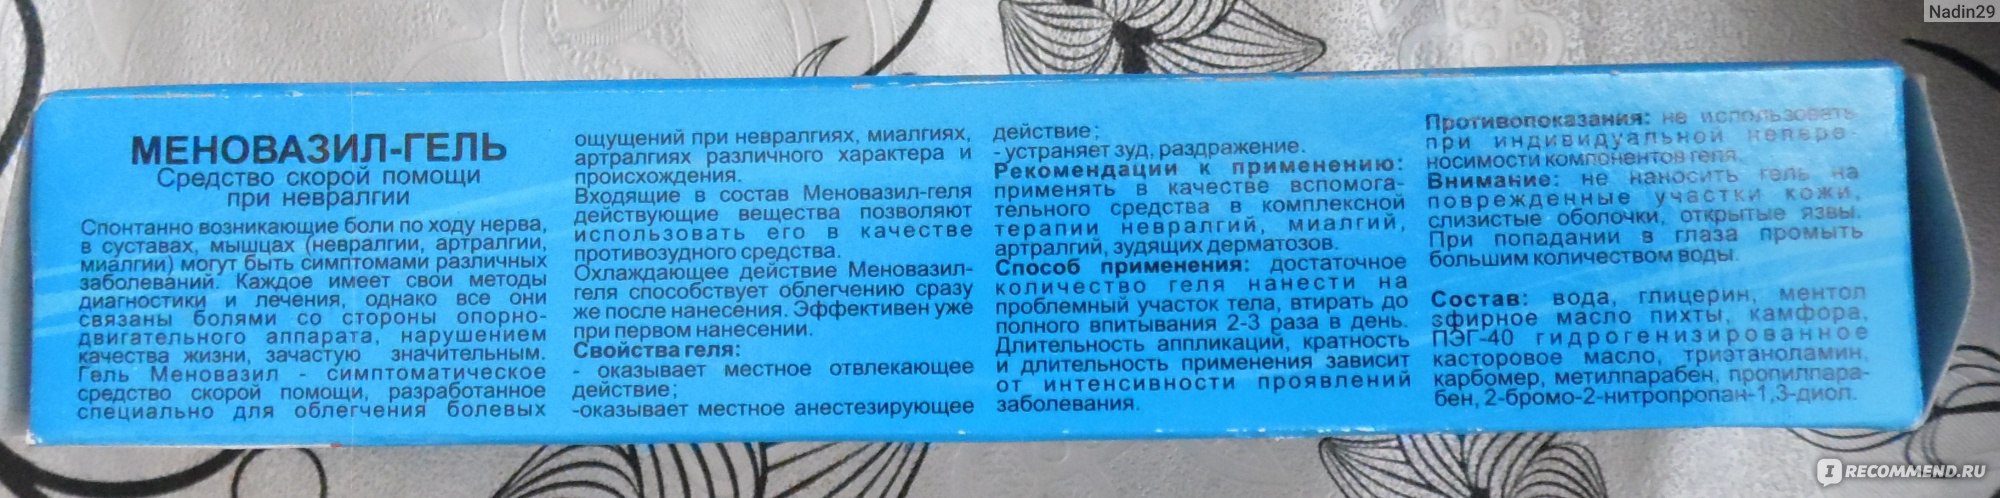 Nadin29
МЕНОВАЗИЛ-ГЕЛЬ
Средство скорой помощи
при невралгии
Спонтанно возникающие боли по ходу нерва,
в суставах, мышцах (невралгии, артралгии,
миалгии) могут быть симптомами различных
заболеваний. Каждое имеет свои методы
диагностики и лечения, однако все они
связаны болями со стороны опорно-
двигательного аппарата, нарушением
качества жизни, зачастую значительным.
Гель Меновазил - симптоматическое
средство скорой помощи, разработанное
специально для облегчения болевых
ощущений при невралгиях, миалгиях,
артралгиях различного характера и
происхождения.
Входящие в состав Меновазил-геля
действующие вещества позволяют
использовать его в качестве
противозудного средства.
Охлаждающее действие Меновазил-
геля способствует облегчению сразу
же после нанесения. Эффективен уже
при первом нанесении.
Свойства геля:
- оказывает местное отвлекающее
действие;
-оказывает местное анестезирующее
действие;
- устраняет зуд, раздражение.
Рекомендации к применению:
применять в качестве вспомога-
тельного средства в комплексной
терапии невралгий, миалгий,
артралгий, зудящих дерматозов.
Способ применения: достаточное
количество геля нанести на
проблемный участок тела, втирать до
полного впитывания 2-3 раза в день.
Длительность аппликаций, кратность
и длительность применения зависит
от интенсивности проявлений
заболевания.
Противопоказания: не использовать
при индивидуальной непере-
носимости компонентов геля.
Внимание: не наносить гель на
поврежденные участки кожи,
слизистые оболочки, открытые язвы.
При попадании в глаза промыть
большим количеством воды.
Состав: вода, глицерин, ментол
эфирное масло пихты, камфора,
ПЭГ-40 гидрогенизированное
касторовое масло, триэтаноламин,
карбомер, метилпарабен, пропилпара-
бен, 2-бромо-2-нитропропан-1,3-диол.
I RECOMMEND.RU